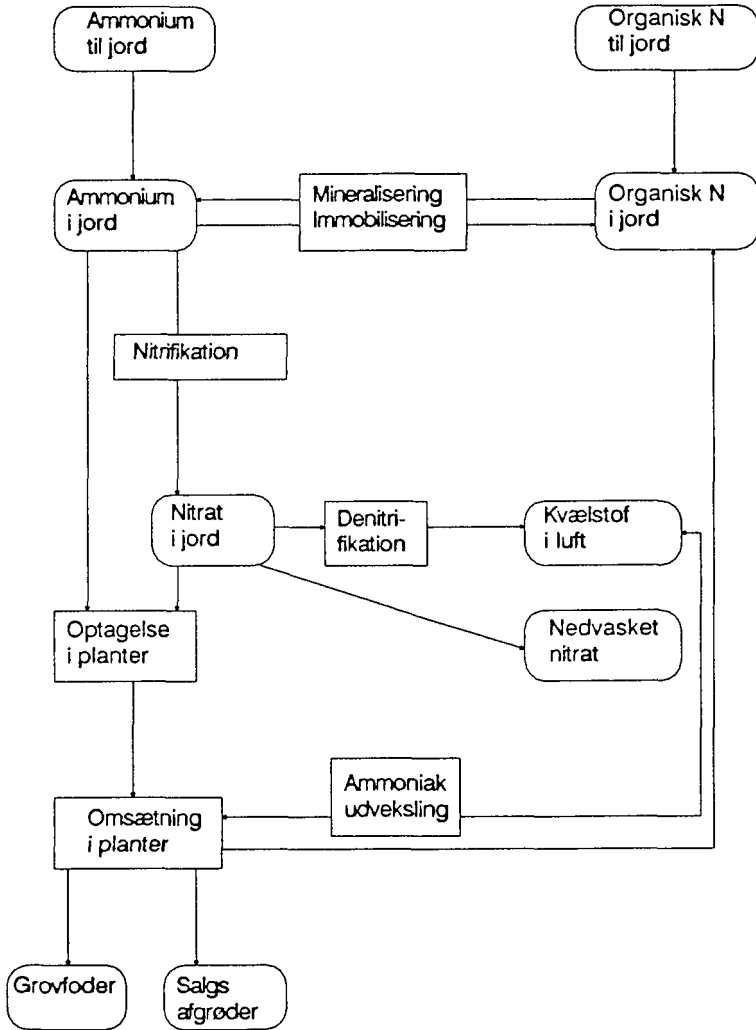 Ammonium
til jord
Organisk N
til jord
Ammonium
i jord
Mineralisering
Immobilisering
Organisk N
i jord
Nitrifikation
Nitrat
i jord
Denitri-
fikation
Kvælstof
i luft
Optagelse
i planter
Nedvasket
nitrat
Ammoniak
udveksling
Omsætning
i planter
Grovfoder
Salgs
afgrøder